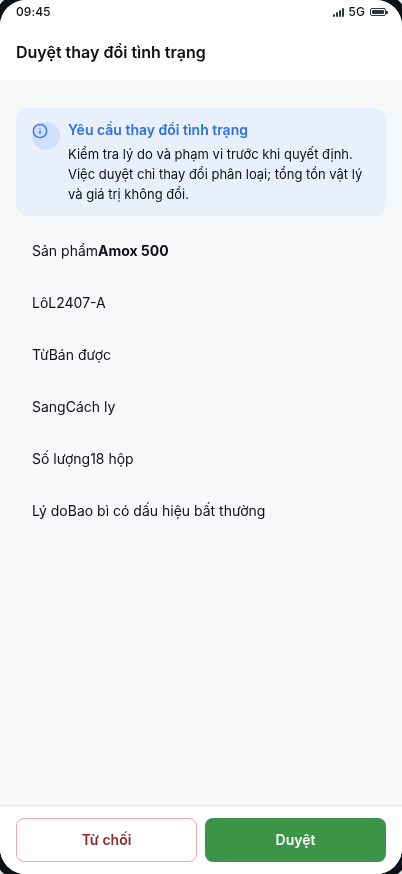 09:45
5G
Duyệt thay đổi tình trạng
Yêu cầu thay đổi tình trạng
Kiểm tra lý do và phạm vi trước khi quyết định.
Việc duyệt chỉ thay đổi phân loại; tổng tồn vật lý
và giá trị không đổi.
Sản phẩmAmox 500
LôL2407-A
TừBán được
SangCách ly
Số lượng18 hộp
Lý doBao bì có dấu hiệu bất thường
Từ chối
Duyệt